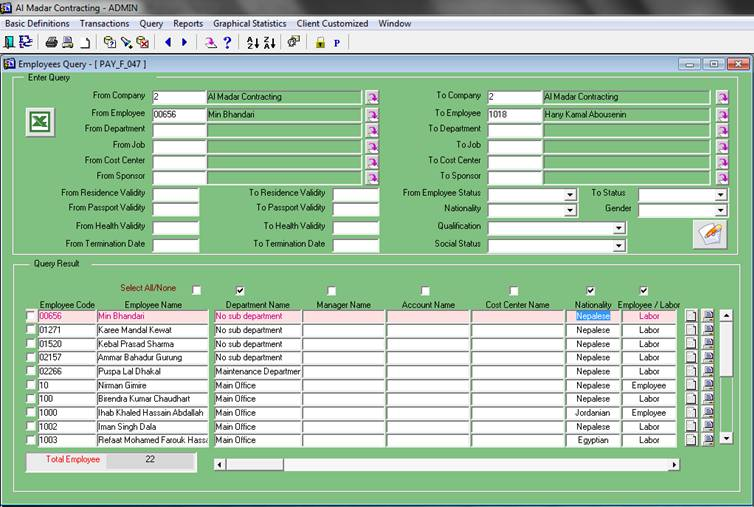 Al Madar Contracting - ADMIN
Basic Definitions Transactions Query Reports Graphical Statistics Client Customized Window
Employees Query - [ PAY_F_047 ]
Enter Query
From Company 2 Al Madar Contracting To Company 2 Al Madar Contracting
From Employee 00656 Min Bhandari To Employee 1018 Hany Kamal Abousenin
From Department To Department
From Job To Job
From Cost Center To Cost Center
From Sponsor To Sponsor
From Residence Validity To Residence Validity From Employee Status To Status
From Passport Validity To Passport Validity Nationality Gender
From Health Validity To Health Validity Qualification
From Termination Date To Termination Date Social Status
Query Result
Select All/None
Employee Code Employee Name Department Name Manager Name Account Name Cost Center Name Nationality Employee / Labor
00656 Min Bhandari No sub department Nepalese Labor
01271 Karee Mandal Kewat No sub department Nepalese Labor
01520 Kebal Prasad Sharma No sub department Nepalese Labor
02157 Ammar Bahadur Gurung No sub department Nepalese Labor
02266 Puspa Lal Dhakal Maintenance Departmer Nepalese Labor
10 Nirman Gimire Main Office Nepalese Employee
100 Birendra Kumar Chaudhart Main Office Nepalese Labor
1000 Ihab Khaled Hassain Abdallah Main Office Jordanian Employee
1002 Iman Singh Dala Main Office Nepalese Labor
1003 Refaat Mohamed Farouk Hassa Main Office Egyptian Labor
Total Employee 22